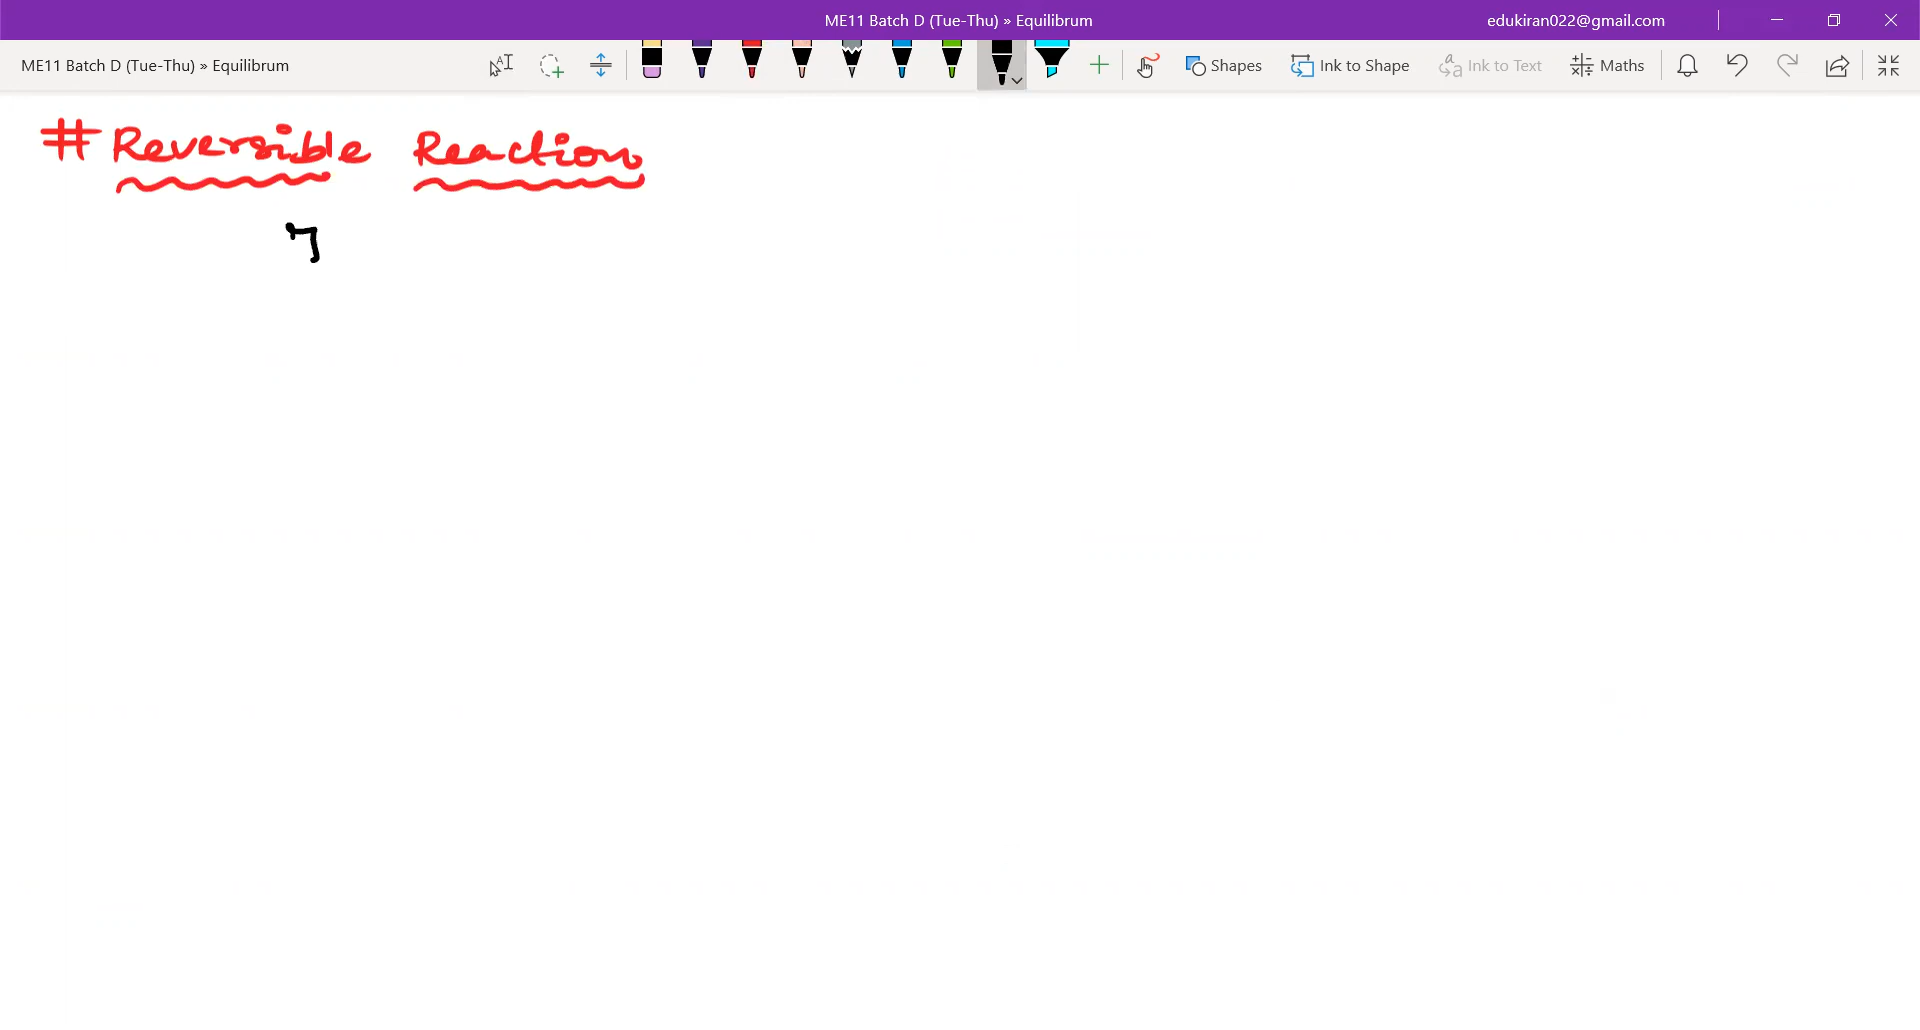 ME11 Batch D (Tue-Thu) » Equilibrum
edukiran022@gmail.com
ME11 Batch D (Tue-Thu) » Equilibrum
Shapes
Ink to Shape
Ink to Text
Maths
# Reversible Reaction